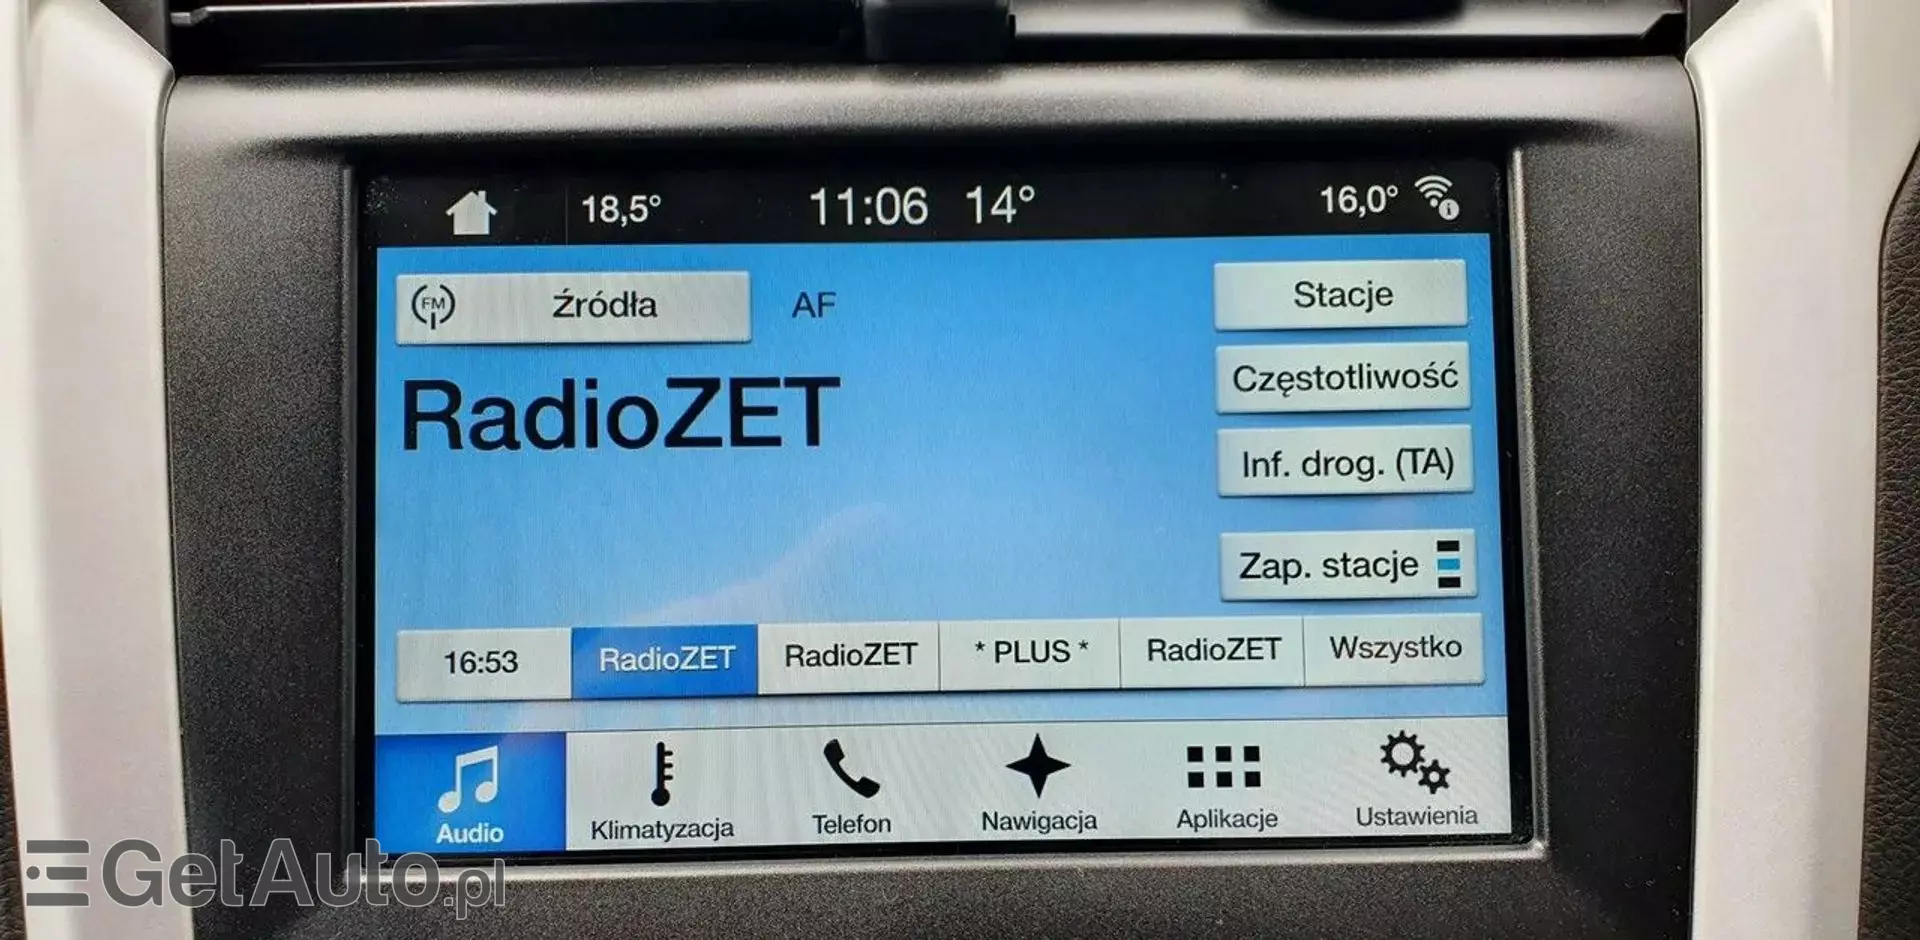 18,5° 11:06 14° 16,0°
FM Źródła AF Stacje
RadioZET
Częstotliwość
Inf. drog. (TA)
Zap. stacje
16:53 RadioZET RadioZET * PLUS * RadioZET Wszystko
Audio Klimatyzacja Telefon Nawigacja Aplikacje Ustawienia
GetAuto.pl